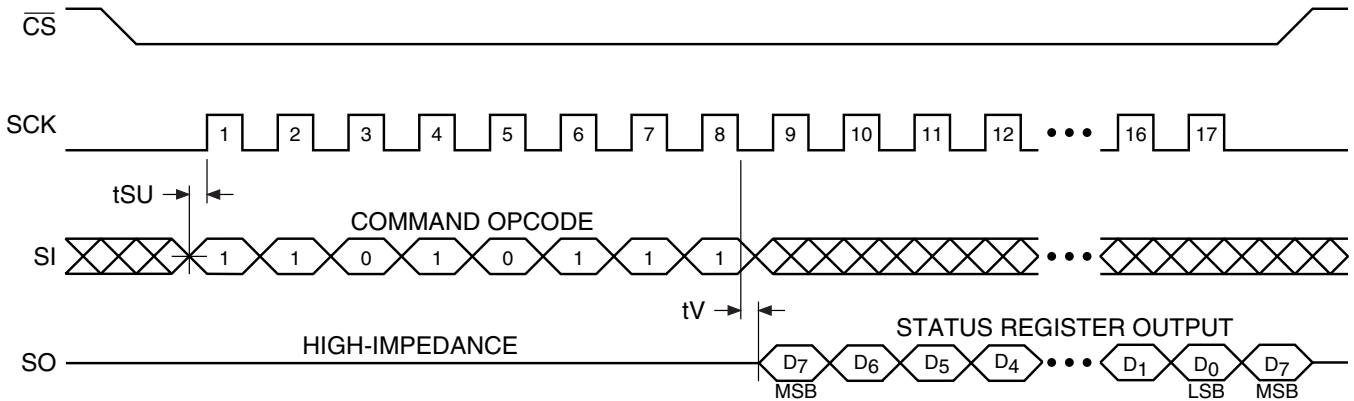 CS
SCK 1 2 3 4 5 6 7 8 9 10 11 12 ••• 16 17
tSU
COMMAND OPCODE
SI 1 1 0 1 0 1 1 1 •••
tV
STATUS REGISTER OUTPUT
HIGH-IMPEDANCE
SO D7 D6 D5 D4 ••• D1 D0 D7
MSB LSB MSB